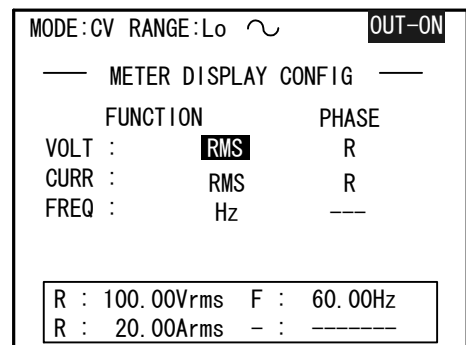 MODE:CV RANGE:Lo OUT-ON
METER DISPLAY CONFIG
FUNCTION PHASE
VOLT : RMS R
CURR : RMS R
FREQ : Hz ---
R : 100.00Vrms F : 60.00Hz
R : 20.00Arms - : -------